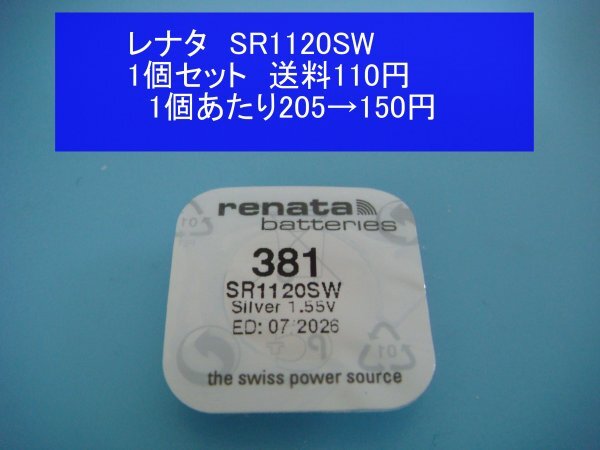 レナタ SR1120SW
1個セット 送料110円
1個あたり205→150円
renata
batteries
381
SR1120SW
Silver 1.55V
ED: 07/2026
the swiss power source